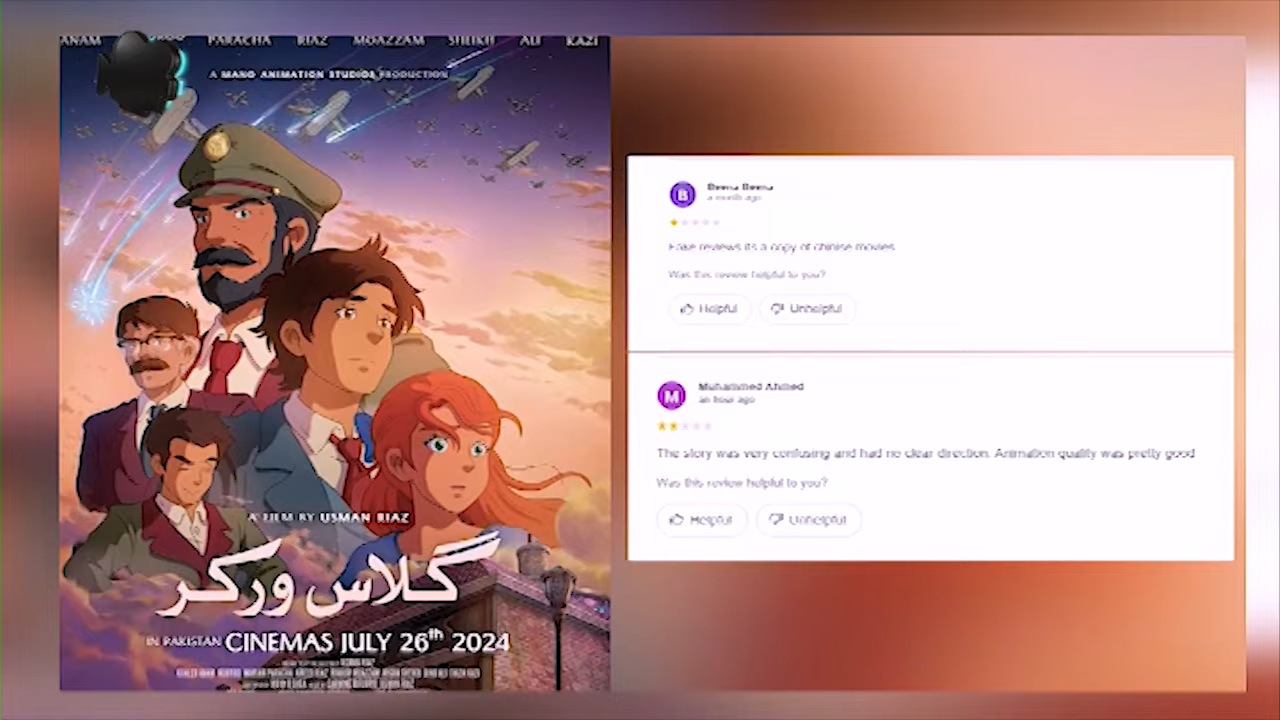 ANAM PARACHA RIAZ MOAZZAM SHEIKH ALI KAZI
A MANO ANIMATION STUDIOS PRODUCTION
A FILM BY USMAN RIAZ
گلاس ورکر
IN PAKISTAN CINEMAS JULY 26th 2024
B
Beena Beena
a month ago
Fake reviews its a copy of chinise movies
Was this review helpful to you?
Helpful Unhelpful
M
Muhammed Ahmed
an hour ago
The story was very confusing and had no clear direction. Animation quality was pretty good
Was this review helpful to you?
Helpful Unhelpful